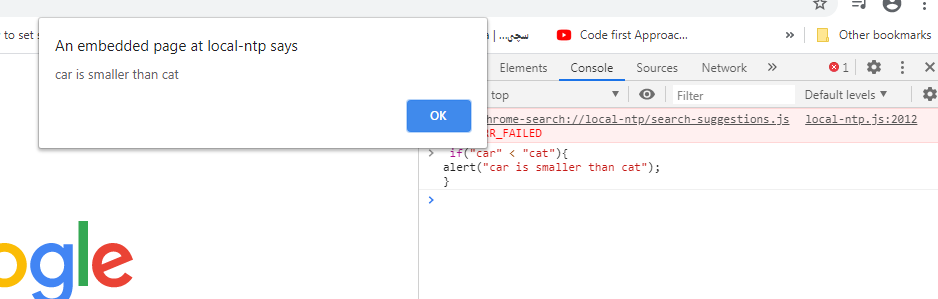 to set
سچی... | a
Code first Approac...
»
Other bookmarks
An embedded page at local-ntp says
car is smaller than cat
OK
Elements Console Sources Network » 1
top Filter Default levels ▼
hrome-search://local-ntp/search-suggestions.js local-ntp.js:2012
R_FAILED
> if("car" < "cat"){
alert("car is smaller than cat");
}
>
ogle